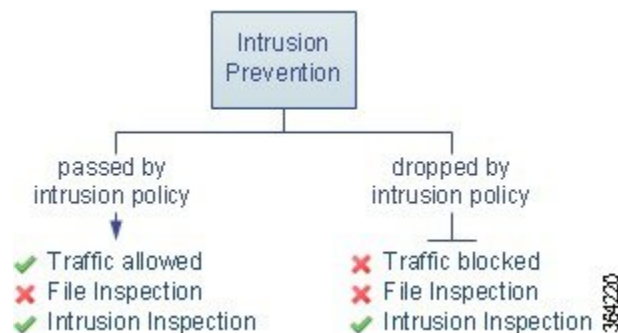 Intrusion
Prevention
passed by
intrusion policy
dropped by
intrusion policy
Traffic allowed
File Inspection
Intrusion Inspection
Traffic blocked
File Inspection
Intrusion Inspection
364220